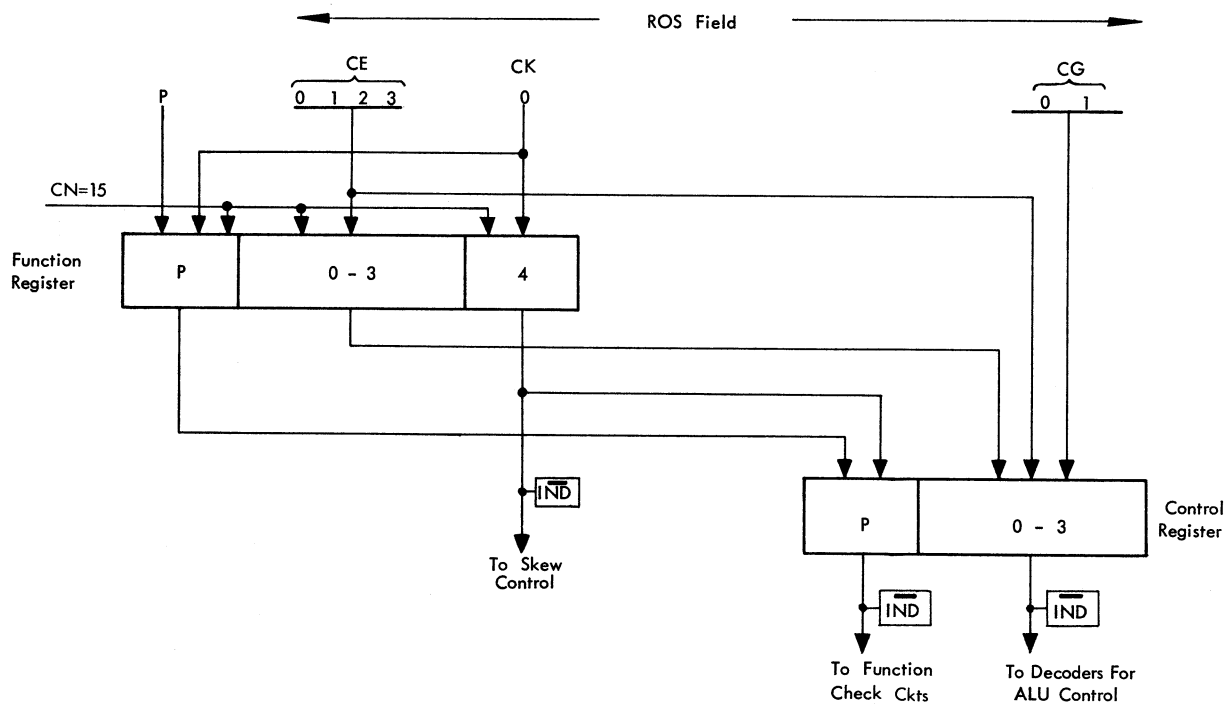 ROS Field
CE
CK
CG
P
0 1 2 3
0
0 1
CN=15
Function
Register
P
0 - 3
4
IND
To Skew
Control
P
0 - 3
Control
Register
IND
IND
To Function
Check Ckts
To Decoders For
ALU Control